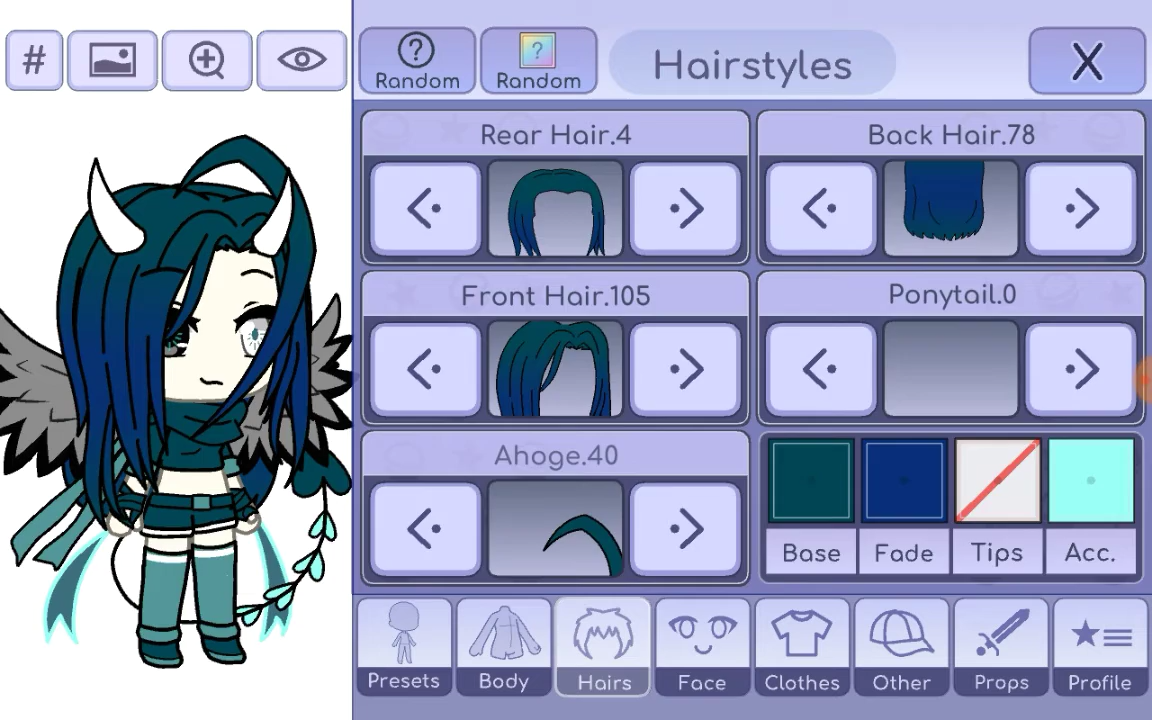 #
? Random
? Random
Hairstyles
X
Rear Hair.4
Back Hair.78
Front Hair.105
Ponytail.0
Ahoge.40
Base
Fade
Tips
Acc.
Presets
Body
Hairs
Face
Clothes
Other
Props
Profile